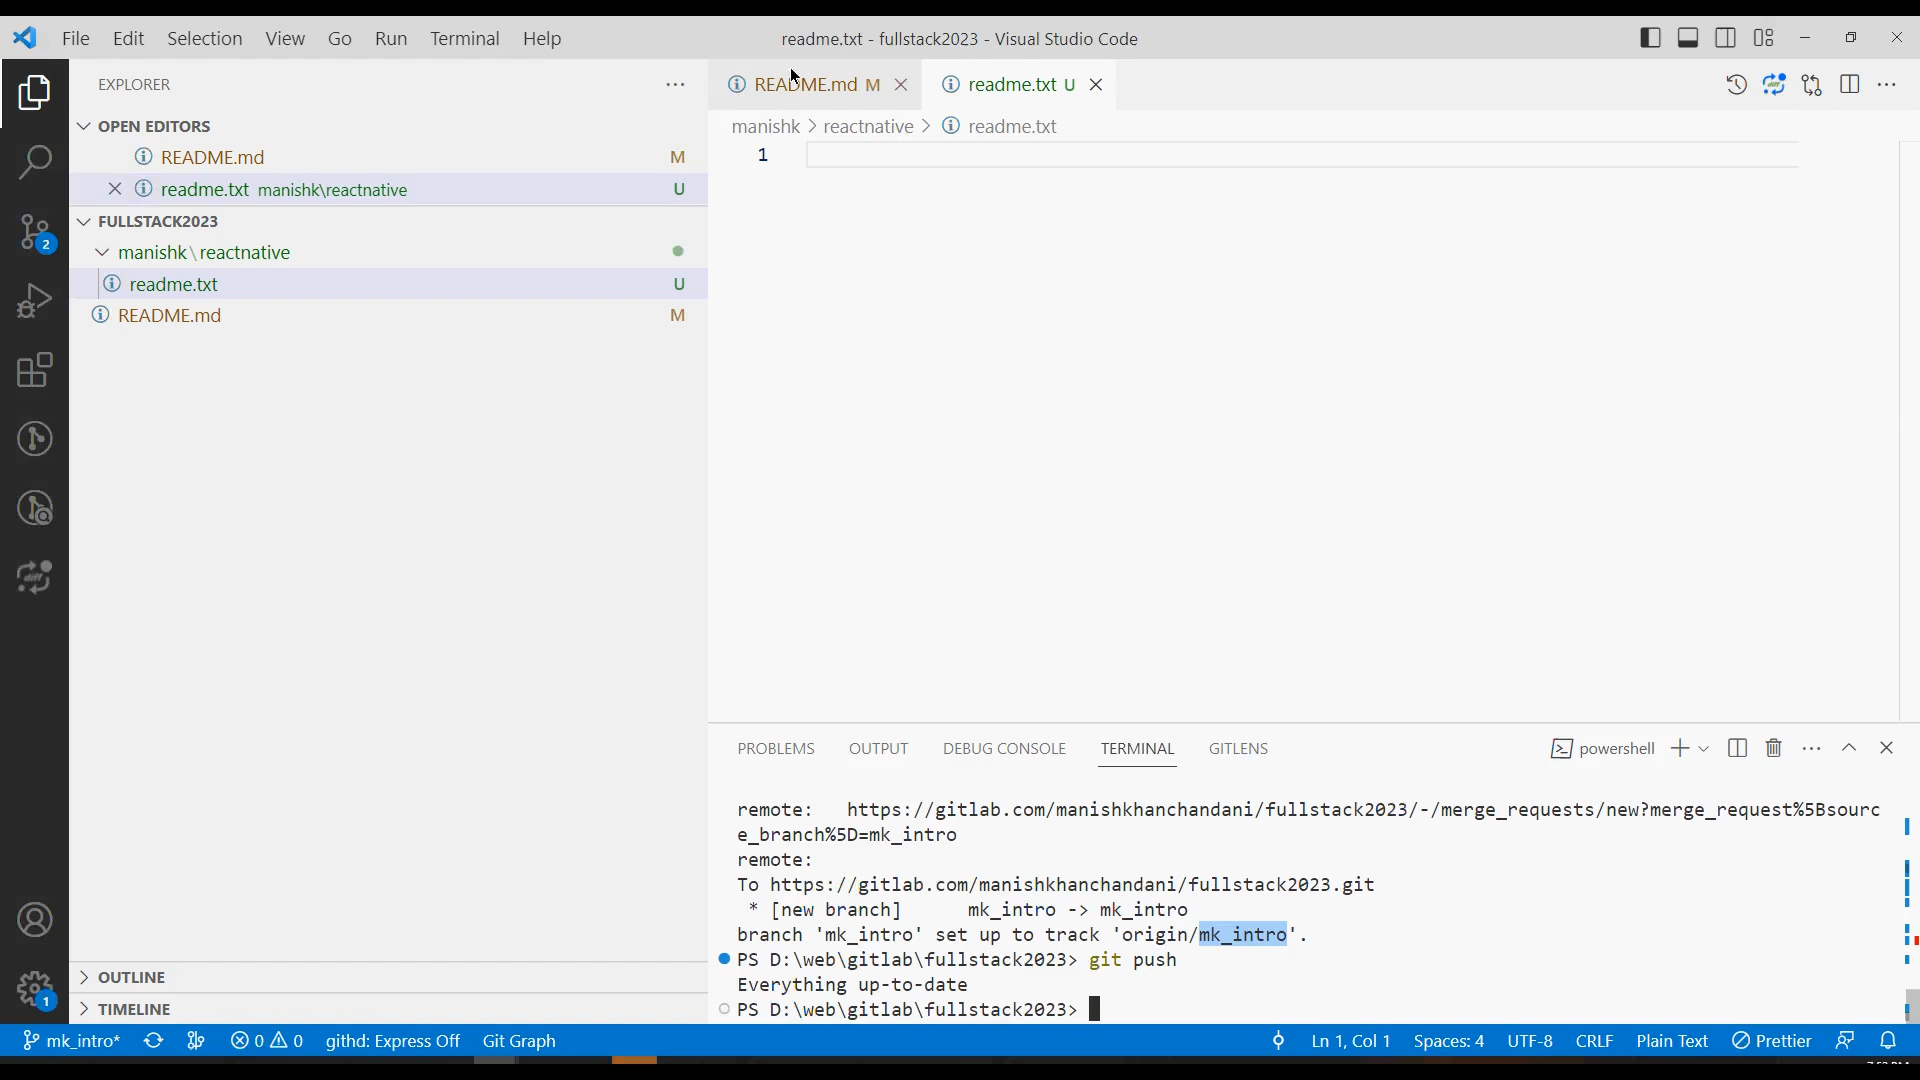 File Edit Selection View Go Run Terminal Help
readme.txt - fullstack2023 - Visual Studio Code
EXPLORER
OPEN EDITORS
README.md M
readme.txt manishk\reactnative U
FULLSTACK2023
manishk\reactnative
readme.txt U
README.md M
OUTLINE
TIMELINE
2
diff
1
README.md M
readme.txt U
diff
manishk > reactnative > readme.txt
1
PROBLEMS OUTPUT DEBUG CONSOLE TERMINAL GITLENS
powershell
remote:   https://gitlab.com/manishkhanchandani/fullstack2023/-/merge_requests/new?merge_request%5Bsourc
e_branch%5D=mk_intro
remote:
To https://gitlab.com/manishkhanchandani/fullstack2023.git
* [new branch]      mk_intro -> mk_intro
branch 'mk_intro' set up to track 'origin/mk_intro'.
PS D:\web\gitlab\fullstack2023> git push
Everything up-to-date
PS D:\web\gitlab\fullstack2023>
mk_intro* 0 0 githd: Express Off Git Graph Ln 1, Col 1 Spaces: 4 UTF-8 CRLF Plain Text Prettier